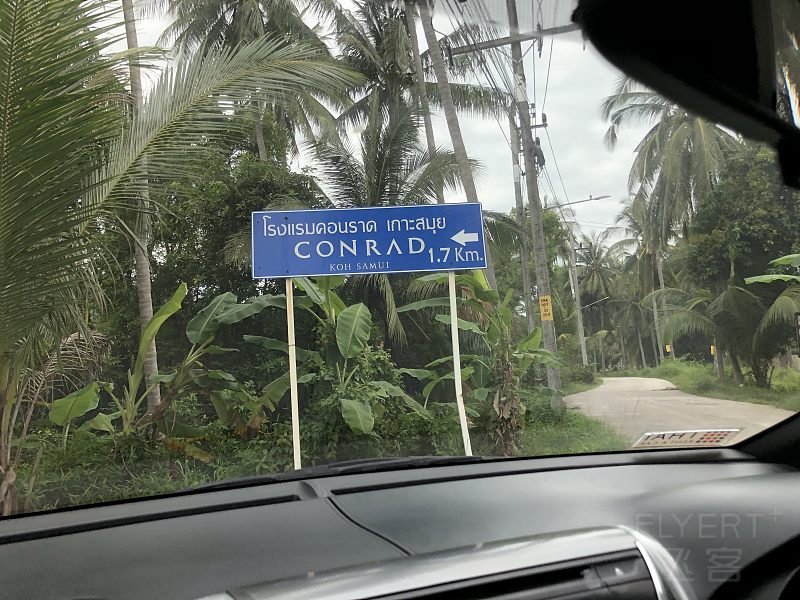 โรงแรมคอนราด เกาะสมุย
CONRAD
KOH SAMUI
1.7 Km.
FLYERT+
飞客